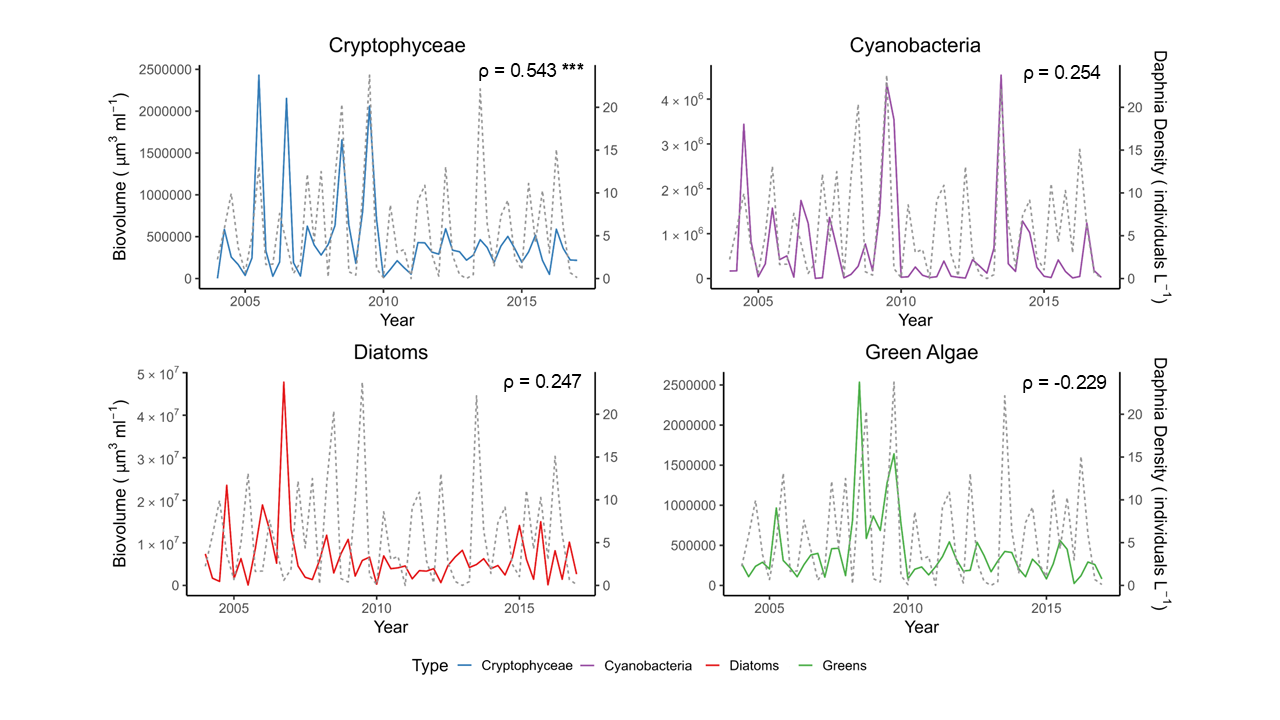 Cryptophyceae
ρ = 0.543 ***
Biovolume ( μm³ ml⁻¹)
2500000
2000000
1500000
1000000
500000
0
20
15
10
5
0
2005 2010 2015
Year
Cyanobacteria
ρ = 0.254
4 × 10⁶
3 × 10⁶
2 × 10⁶
1 × 10⁶
0
20
15
10
5
0
Daphnia Density ( individuals L⁻¹)
2005 2010 2015
Year
Diatoms
ρ = 0.247
Biovolume ( μm³ ml⁻¹)
5 × 10⁷
4 × 10⁷
3 × 10⁷
2 × 10⁷
1 × 10⁷
0
20
15
10
5
0
2005 2010 2015
Year
Green Algae
ρ = -0.229
2500000
2000000
1500000
1000000
500000
0
20
15
10
5
0
Daphnia Density ( individuals L⁻¹)
2005 2010 2015
Year
Type Cryptophyceae Cyanobacteria Diatoms Greens